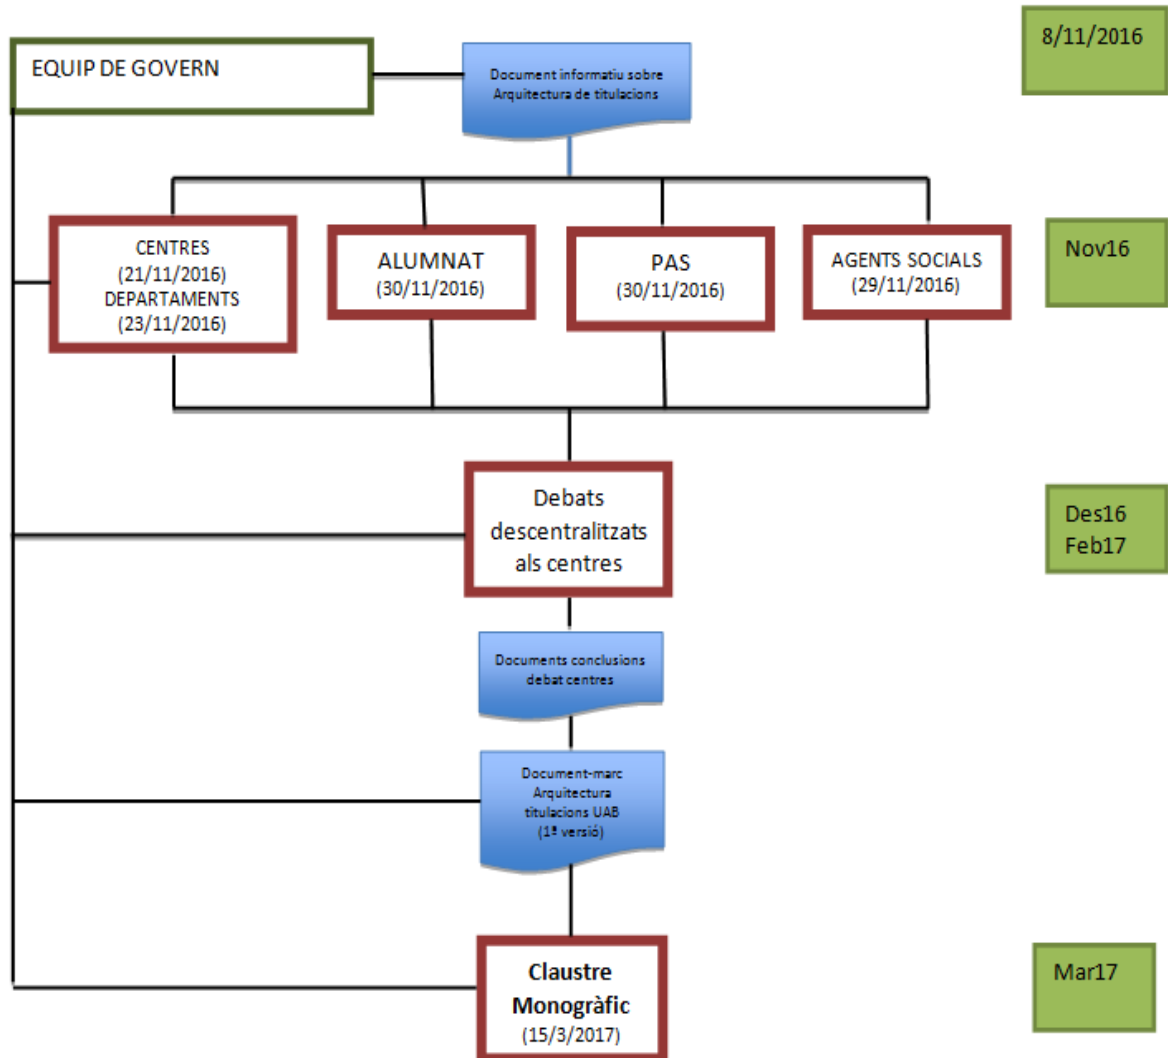 8/11/2016
EQUIP DE GOVERN
Document informatiu sobre
Arquitectura de titulacions
CENTRES
(21/11/2016)
DEPARTAMENTS
(23/11/2016)
ALUMNAT
(30/11/2016)
PAS
(30/11/2016)
AGENTS SOCIALS
(29/11/2016)
Nov16
Debats
descentralitzats
als centres
Des16
Feb17
Documents conclusions
debat centres
Document-marc
Arquitectura
titulacions UAB
(1ª versió)
Claustre
Monogràfic
(15/3/2017)
Mar17